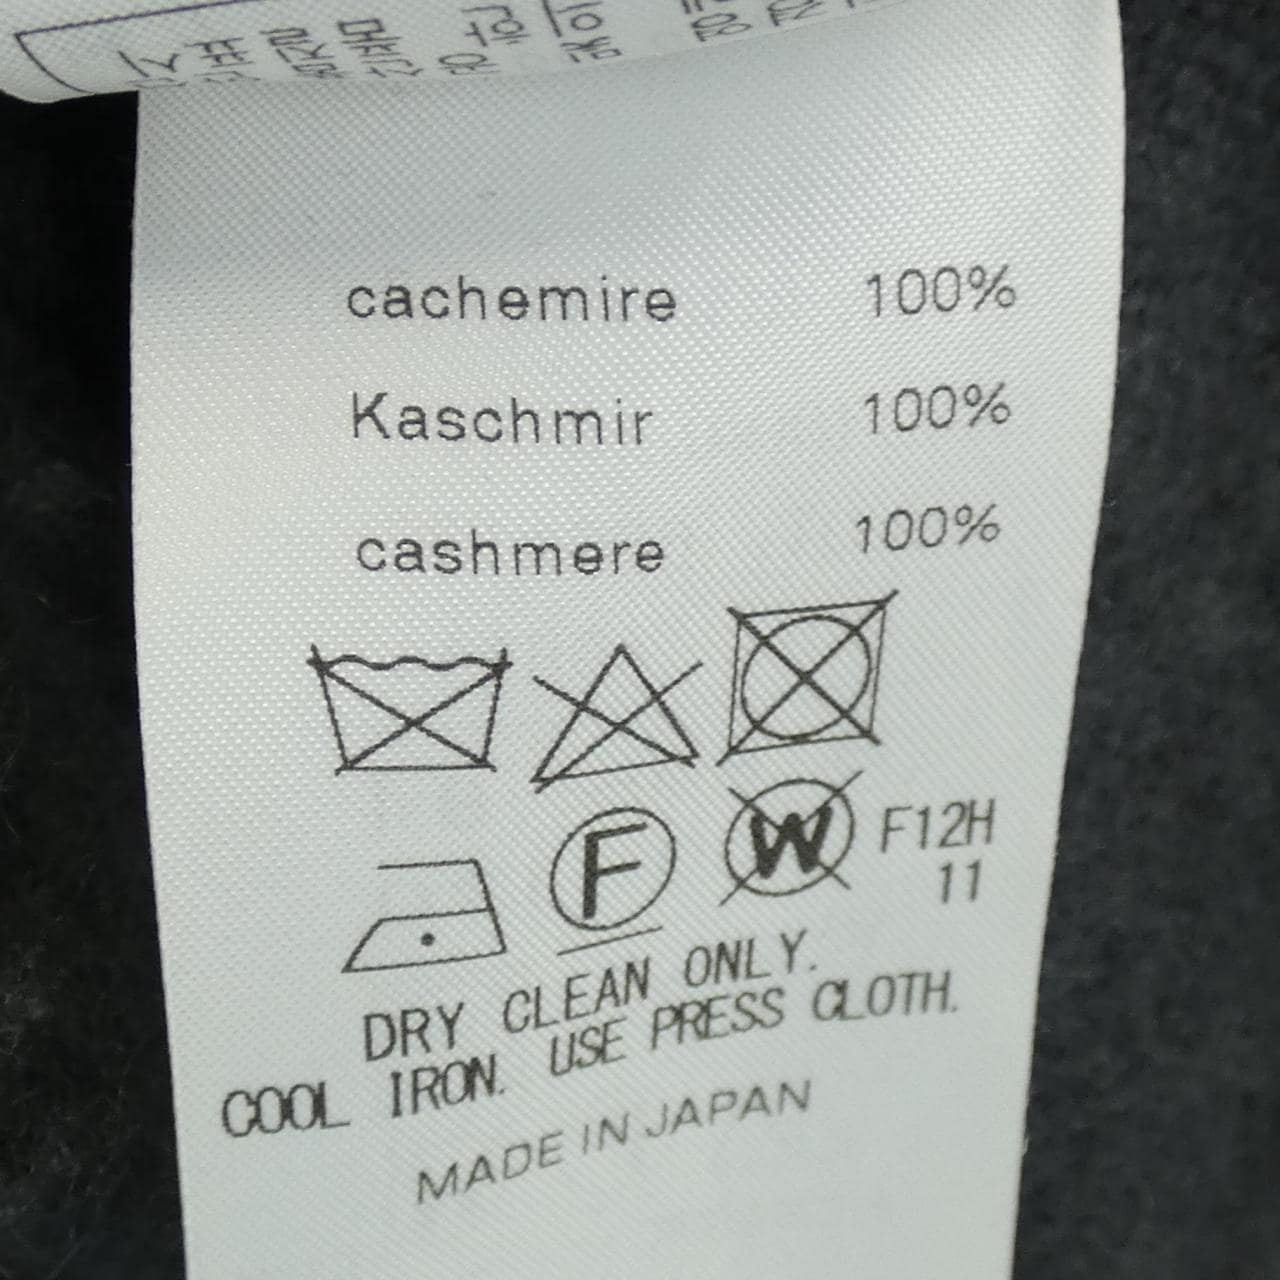 cachemire 100%
Kaschmir 100%
cashmere 100%
F W F12H
11
DRY CLEAN ONLY.
COOL IRON. USE PRESS CLOTH.
MADE IN JAPAN